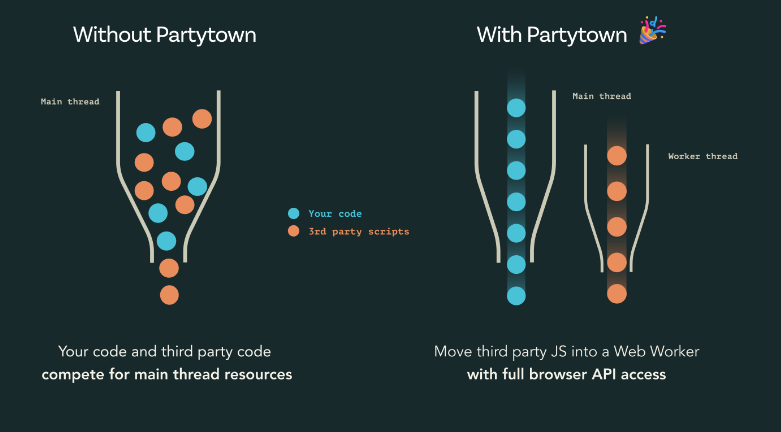 Without Partytown
With Partytown 🎉
Main thread
Main thread
Worker thread
Your code
3rd party scripts
Your code and third party code
compete for main thread resources
Move third party JS into a Web Worker
with full browser API access